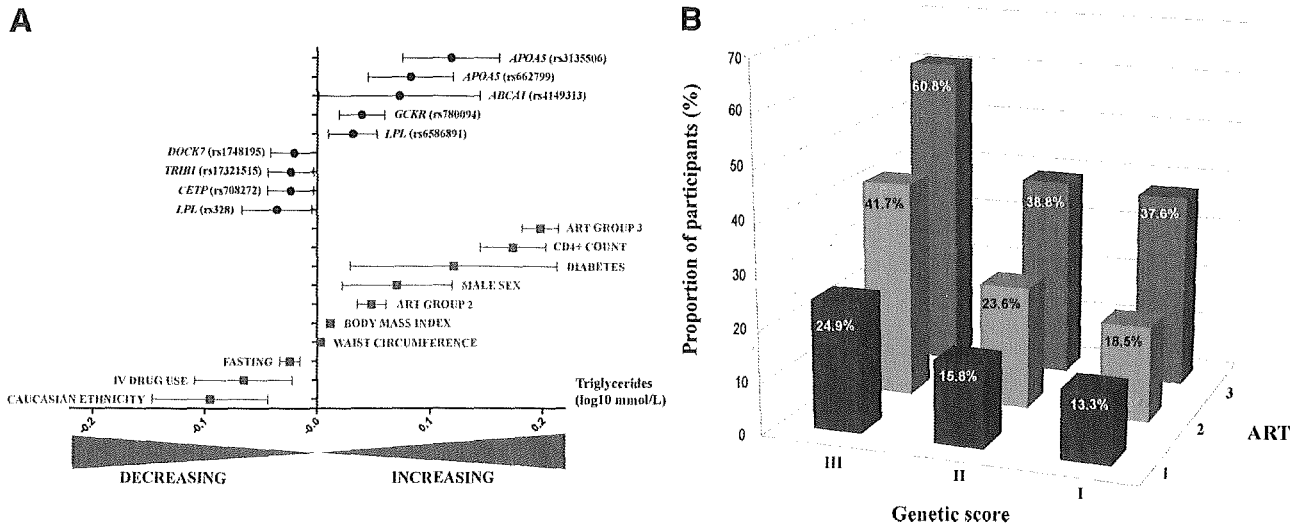 A
APOA5 (rs3135506)
APOA5 (rs662799)
ABCA1 (rs4149313)
GCKR (rs780094)
LPL (rs6586891)
DOCK7 (rs1748195)
TRIB1 (rs17321515)
CETP (rs708272)
LPL (rs328)
ART GROUP 3
CD4+ COUNT
DIABETES
MALE SEX
ART GROUP 2
BODY MASS INDEX
WAIST CIRCUMFERENCE
FASTING
IV DRUG USE
CAUCASIAN ETHNICITY
Triglycerides
(log10 mmol/L)
-0.2
-0.1
-0.0
0.1
0.2
DECREASING
INCREASING
B
Proportion of participants (%)
70
60
50
40
30
20
10
0
60.8%
38.8%
37.6%
41.7%
23.6%
18.5%
24.9%
15.8%
13.3%
III
II
I
Genetic score
1
2
3
ART